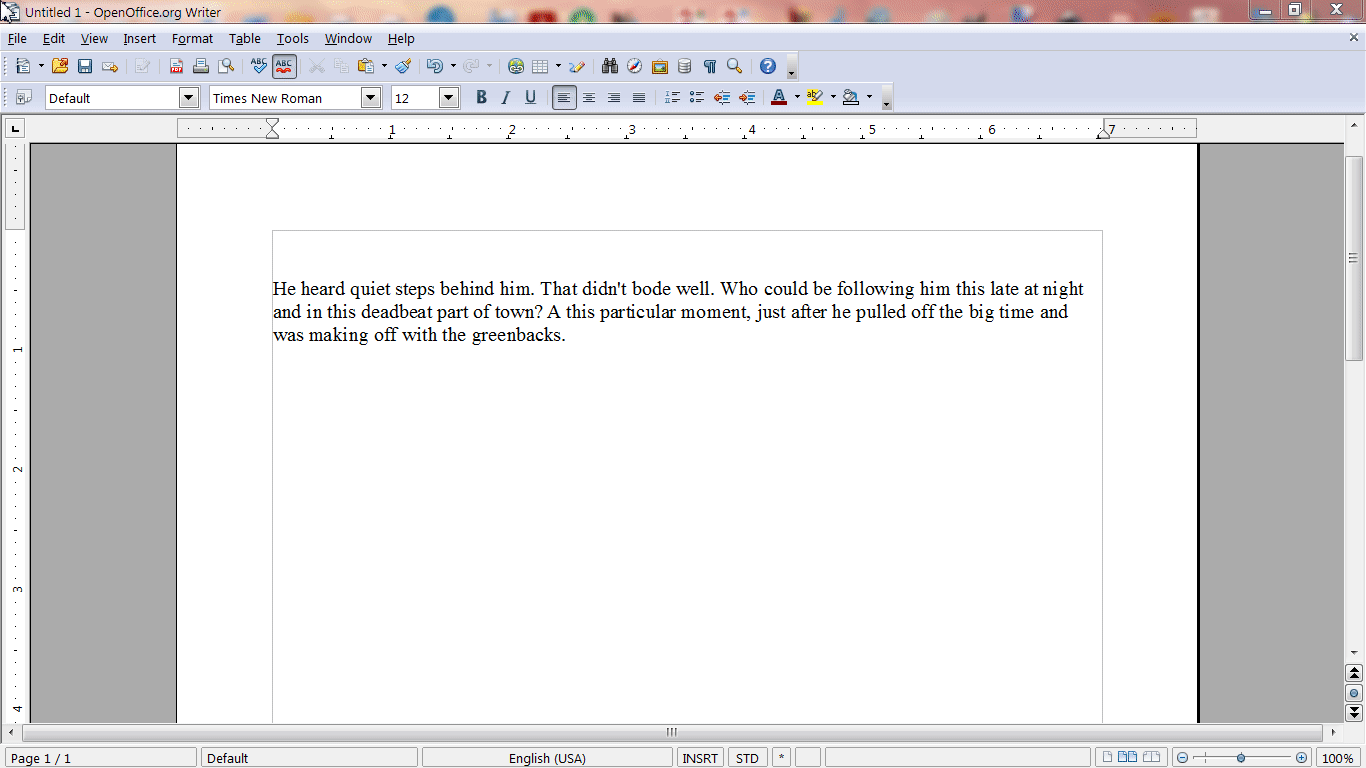 Untitled 1 - OpenOffice.org Writer
File Edit View Insert Format Table Tools Window Help
Default Times New Roman 12 B I U
1 2 3 4 5 6 7
He heard quiet steps behind him. That didn't bode well. Who could be following him this late at night
and in this deadbeat part of town? A this particular moment, just after he pulled off the big time and
was making off with the greenbacks.
1
2
3
4
Page 1 / 1 Default English (USA) INSRT STD * 100%